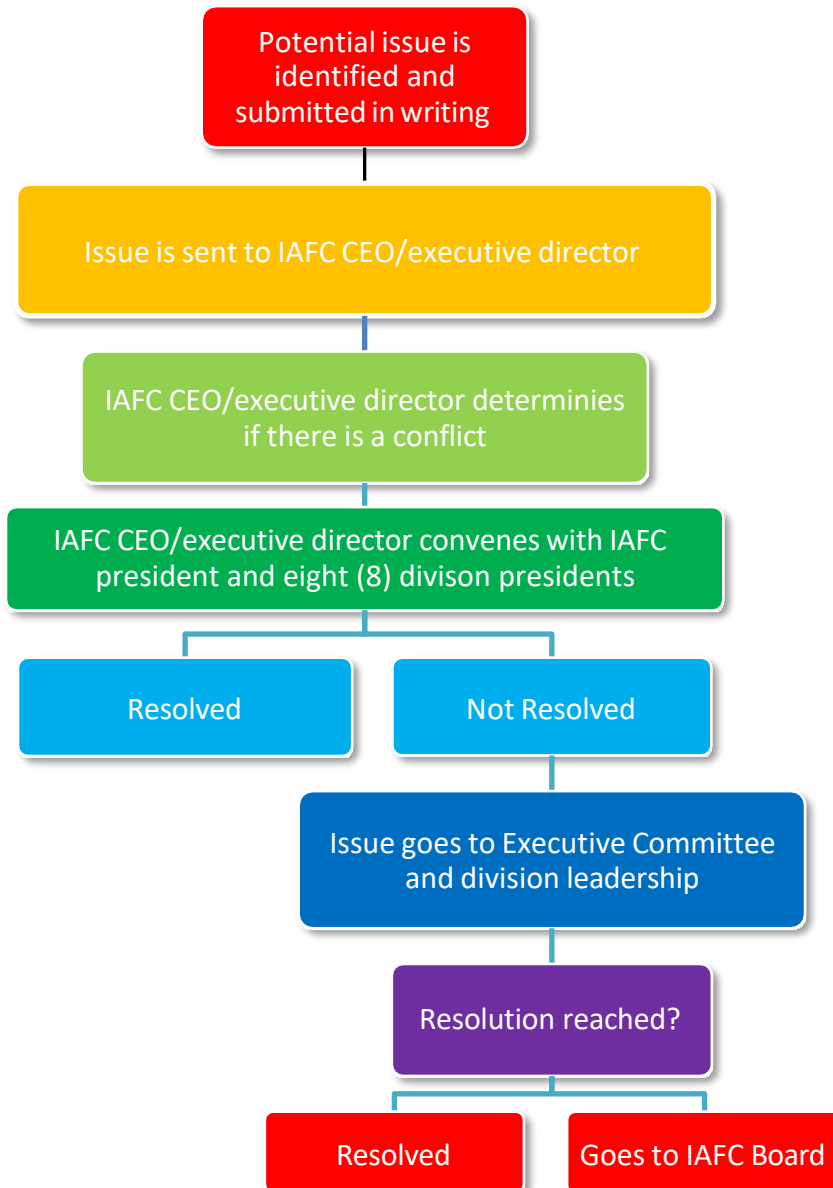 Potential issue is
identified and
submitted in writing
Issue is sent to IAFC CEO/executive director
IAFC CEO/executive director determinies
if there is a conflict
IAFC CEO/executive director convenes with IAFC
president and eight (8) divison presidents
Resolved
Not Resolved
Issue goes to Executive Committee
and division leadership
Resolution reached?
Resolved
Goes to IAFC Board